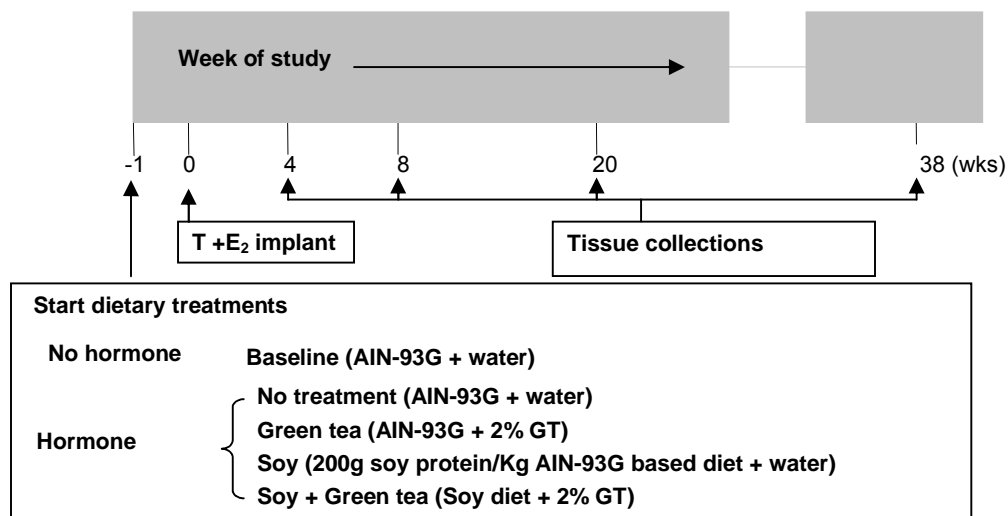 Week of study
-1 0 4 8 20 38 (wks)
T +E₂ implant
Tissue collections
Start dietary treatments
No hormone Baseline (AIN-93G + water)
No treatment (AIN-93G + water)
Green tea (AIN-93G + 2% GT)
Hormone
Soy (200g soy protein/Kg AIN-93G based diet + water)
Soy + Green tea (Soy diet + 2% GT)